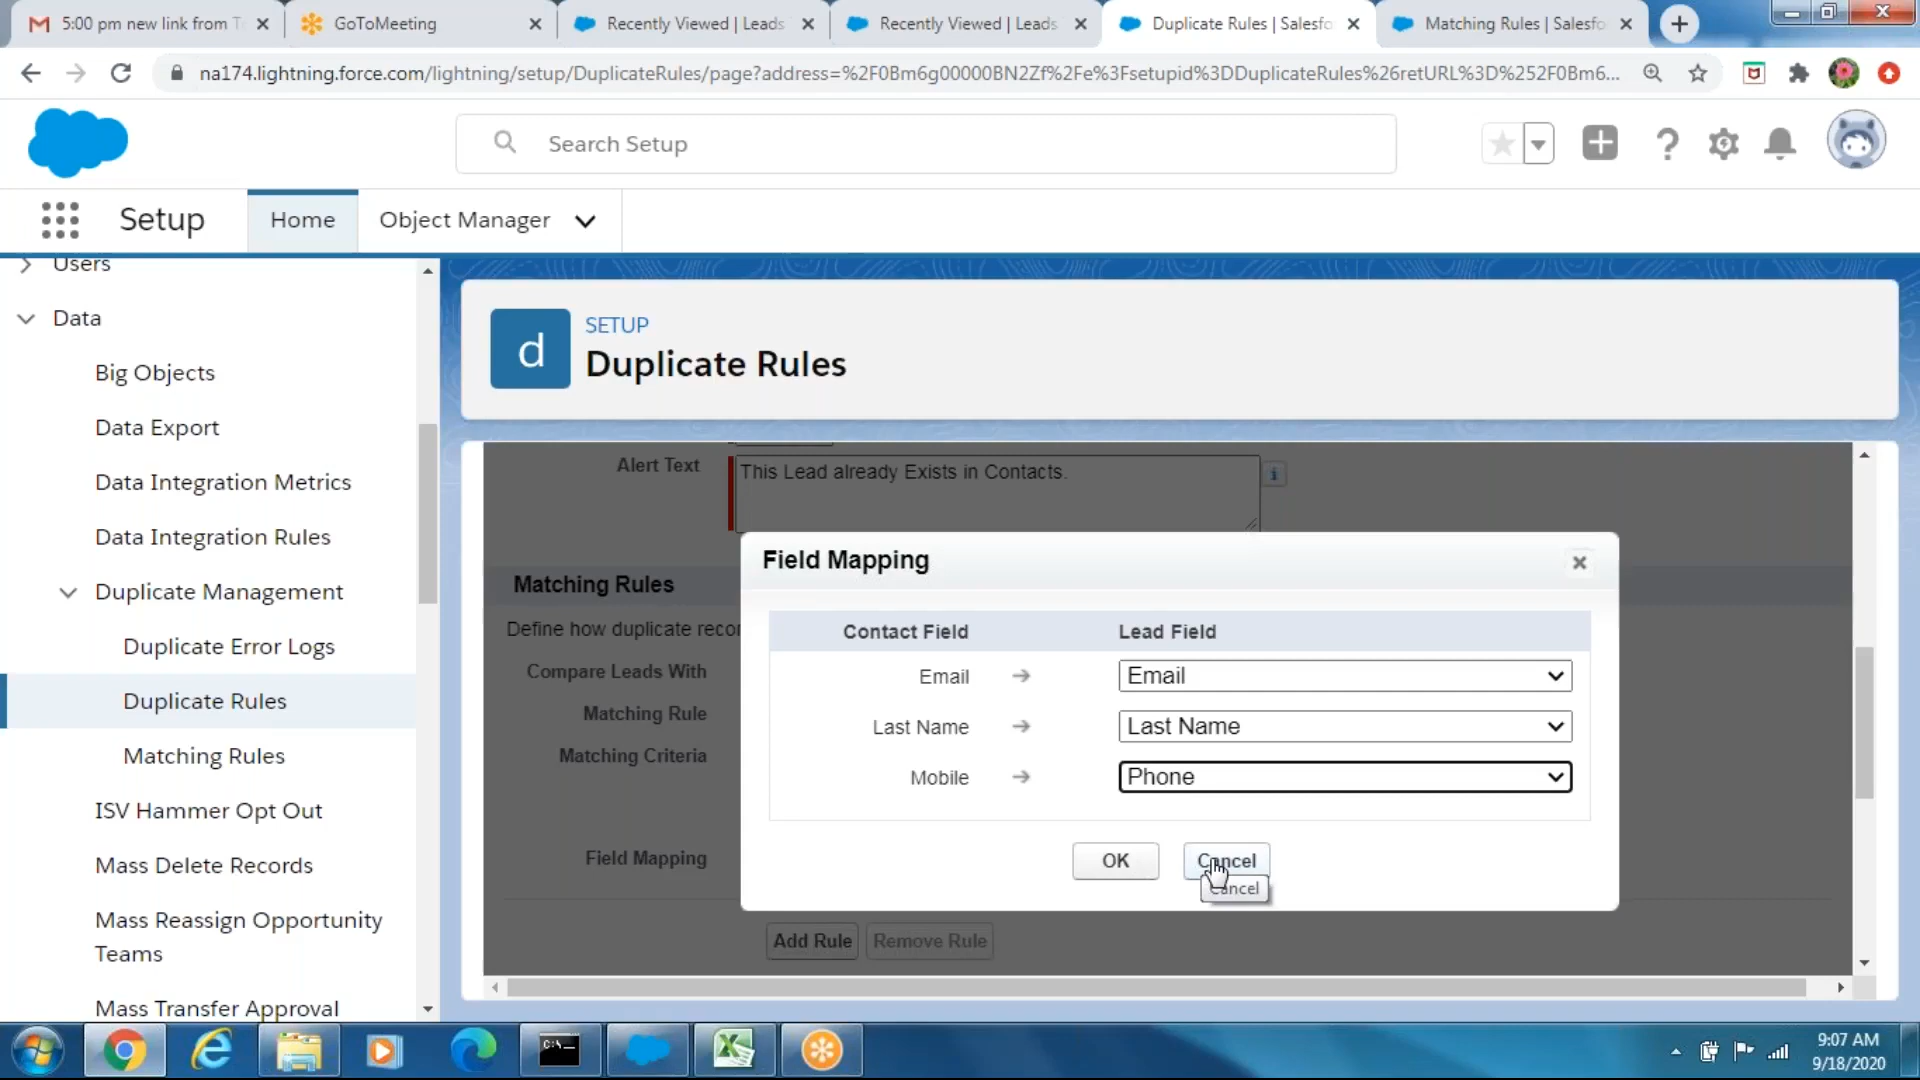 5:00 pm new link from T
GoToMeeting
Recently Viewed | Leads
Recently Viewed | Leads
Duplicate Rules | Salesfo
Matching Rules | Salesfo
na174.lightning.force.com/lightning/setup/DuplicateRules/page?address=%2F0Bm6g00000BN2Zf%2Fe%3Fsetupid%3DDuplicateRules%26retURL%3D%252F0Bm6...
Search Setup
Setup
Home
Object Manager
Users
Data
Big Objects
Data Export
Data Integration Metrics
Data Integration Rules
Duplicate Management
Duplicate Error Logs
Duplicate Rules
Matching Rules
ISV Hammer Opt Out
Mass Delete Records
Mass Reassign Opportunity
Teams
Mass Transfer Approval
d
SETUP
Duplicate Rules
Alert Text
This Lead already Exists in Contacts.
Matching Rules
Define how duplicate recor
Compare Leads With
Matching Rule
Matching Criteria
Field Mapping
Field Mapping
Contact Field
Lead Field
Email
Email
Last Name
Last Name
Mobile
Phone
OK
Cancel
Cancel
Add Rule
Remove Rule
9:07 AM
9/18/2020